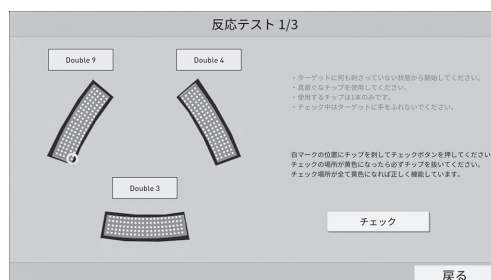 反応テスト 1/3
Double 9
Double 4
・ターゲットに何も刺さっていない状態から開始してください。
・真直ぐなチップを使用してください。
・使用するチップは1本のみです。
・チェック中はターゲットに手をふれないでください。
白マークの位置にチップを刺してチェックボタンを押してください
チェックの場所が黄色になったら必ずチップを抜いてください。
チェック場所が全て黄色になれば正しく機能しています。
Double 3
チェック
戻る